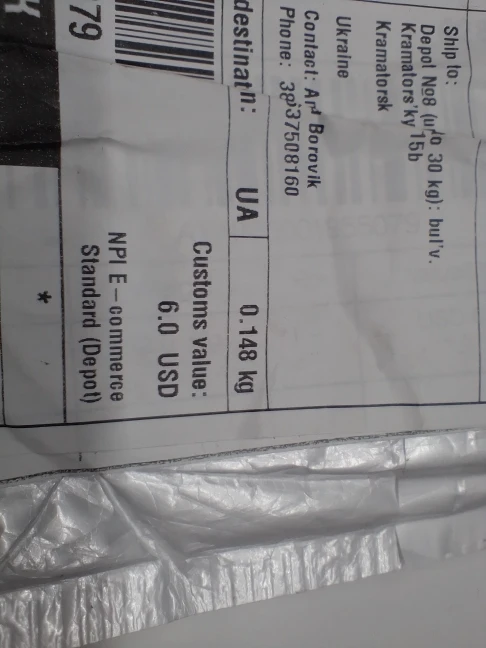 Ship to:
Depot №8 (up to 30 kg): bul'v.
Kramators'ky 15b
Kramatorsk
Ukraine
Contact: Borovik
Phone:
UA
0.148 kg
Customs value:
6.0 USD
NPI E-commerce
Standard (Depot)
*
79